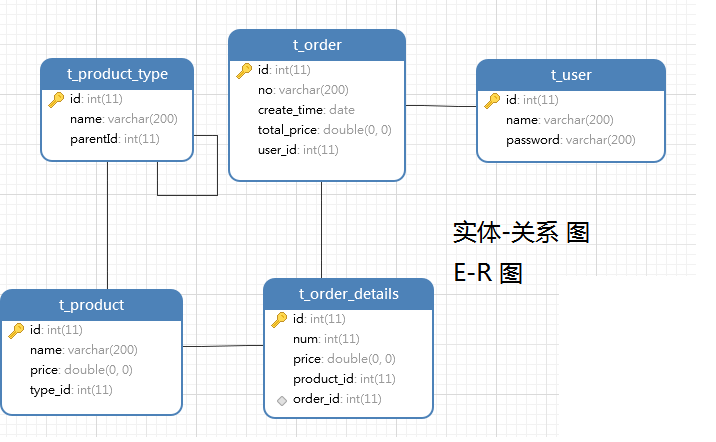 t_product_type
id: int(11)
name: varchar(200)
parentId: int(11)
t_order
id: int(11)
no: varchar(200)
create_time: date
total_price: double(0, 0)
user_id: int(11)
t_user
id: int(11)
name: varchar(200)
password: varchar(200)
实体-关系 图
E-R 图
t_product
id: int(11)
name: varchar(200)
price: double(0, 0)
type_id: int(11)
t_order_details
id: int(11)
num: int(11)
price: double(0, 0)
product_id: int(11)
order_id: int(11)